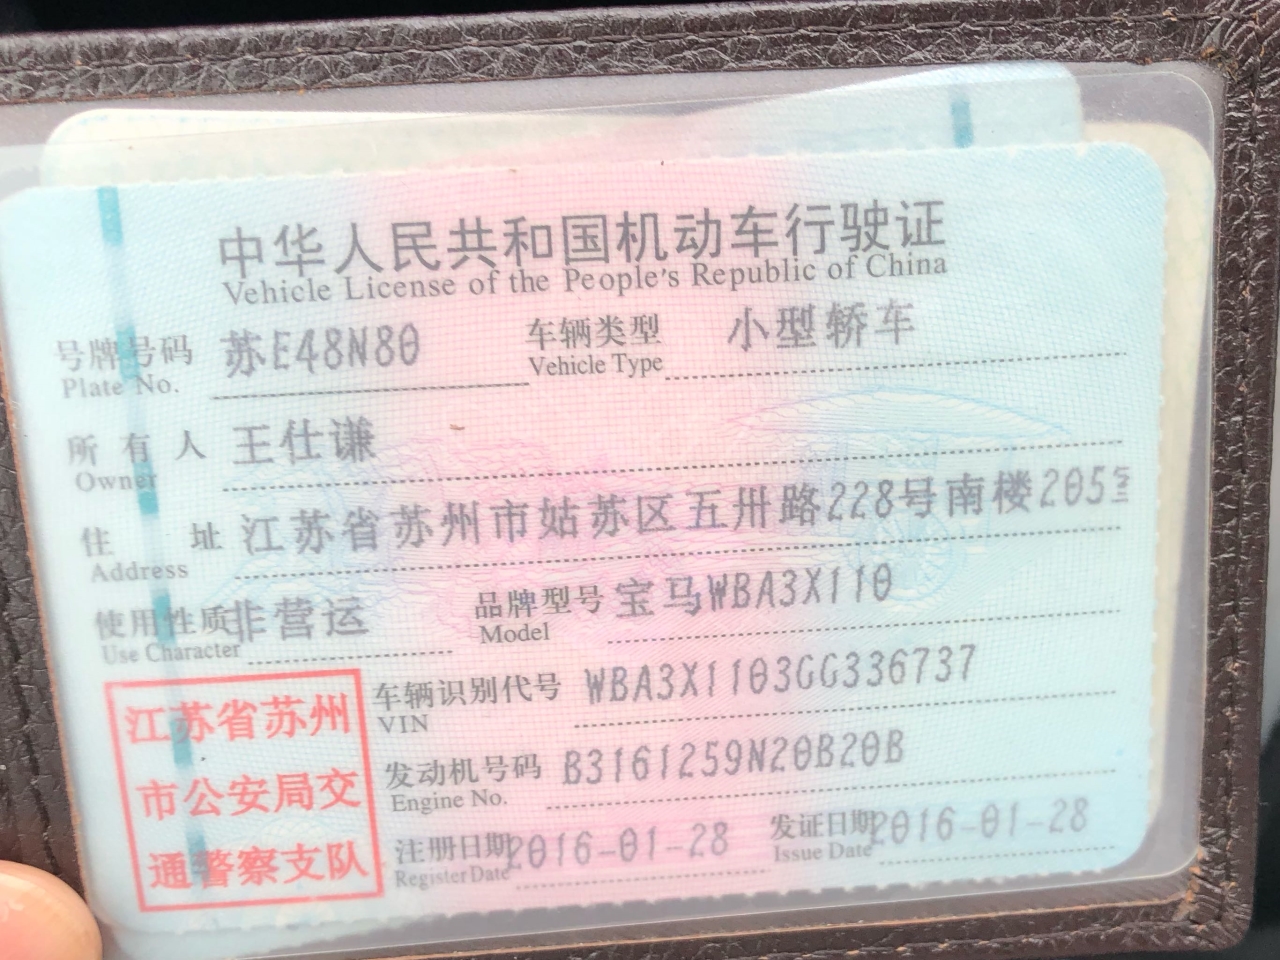 中华人民共和国机动车行驶证
Vehicle License of the People's Republic of China
号牌号码 苏E48N80 车辆类型 小型轿车
Plate No. Vehicle Type
所有人 王仕谦
Owner
住址 江苏省苏州市姑苏区五卅路228号南楼205室
Address
使用性质 非营运 品牌型号 宝马WBA3X110
Use Character Model
车辆识别代号 WBA3X1103GG336737
VIN
发动机号码 B3161259N20B20B
Engine No.
注册日期 2016-01-28 发证日期 2016-01-28
Register Date Issue Date
江苏省苏州
市公安局交
通警察支队